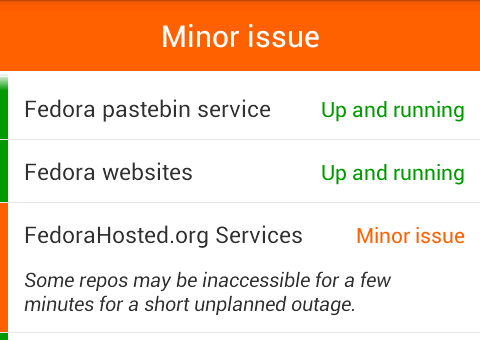 Minor issue
Fedora pastebin service Up and running
Fedora websites Up and running
FedoraHosted.org Services Minor issue
Some repos may be inaccessible for a few
minutes for a short unplanned outage.